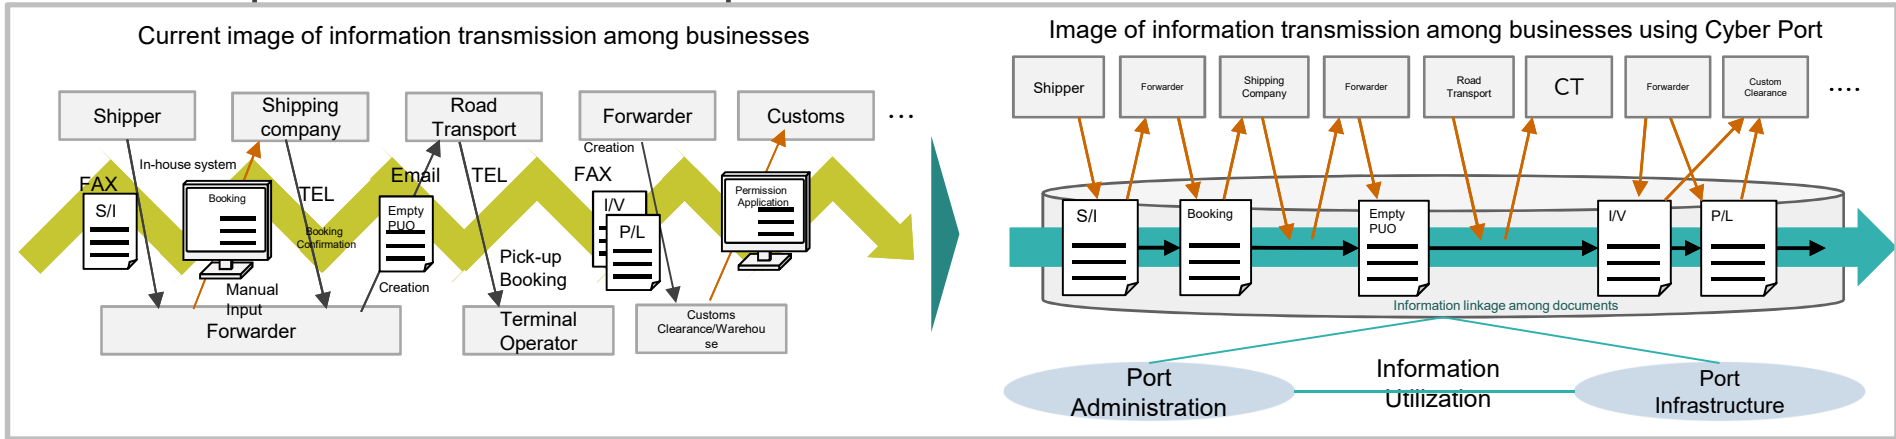 Current image of information transmission among businesses
Shipper
Shipping
company
Road
Transport
Forwarder
Customs
...
In-house system
Creation
FAX
S/I
Booking
TEL
Booking
Confirmation
Email
Empty
PUO
TEL
FAX
I/V
P/L
Permission
Application
Manual
Input
Creation
Pick-up
Booking
Forwarder
Terminal
Operator
Customs
Clearance/Warehou
se
Image of information transmission among businesses using Cyber Port
Shipper
Forwarder
Shipping
Company
Forwarder
Road
Transport
CT
Forwarder
Custom
Clearance
....
S/I
Booking
Empty
PUO
I/V
P/L
Information linkage among documents
Port
Administration
Information
Utilization
Port
Infrastructure